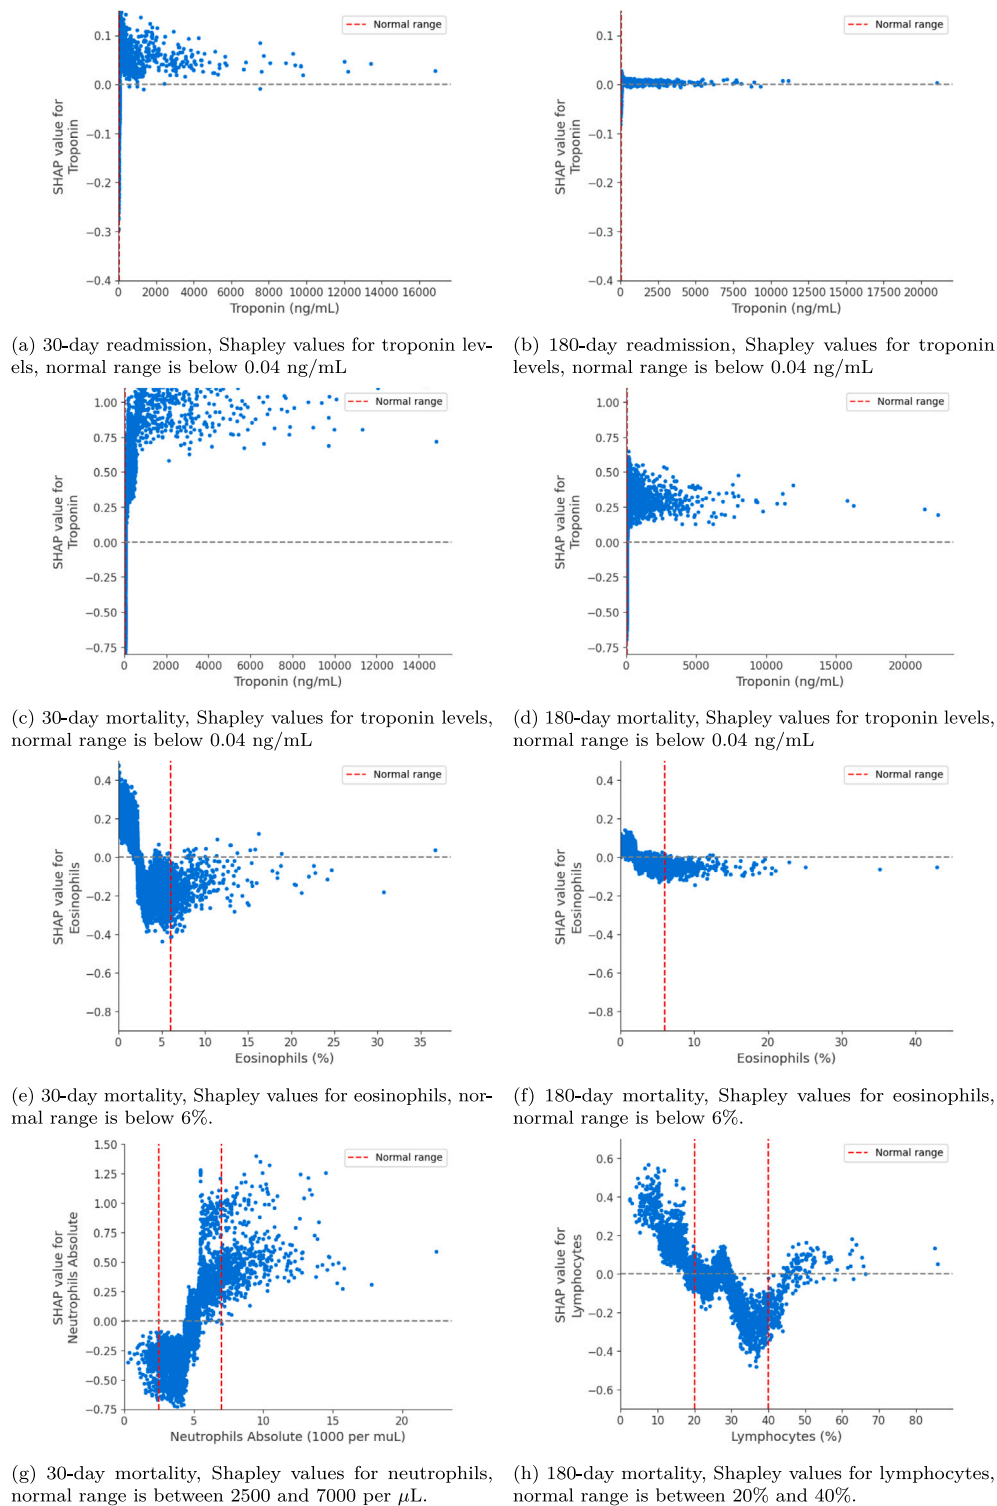 Normal range
0.1
0.0
−0.1
−0.2
−0.3
−0.4
SHAP value for
Troponin
0 2000 4000 6000 8000 10000 12000 14000 16000
Troponin (ng/mL)
Normal range
0.1
0.0
−0.1
−0.2
−0.3
−0.4
SHAP value for
Troponin
0 2500 5000 7500 10000 12500 15000 17500 20000
Troponin (ng/mL)
(a) 30-day readmission, Shapley values for troponin lev-
els, normal range is below 0.04 ng/mL
(b) 180-day readmission, Shapley values for troponin
levels, normal range is below 0.04 ng/mL
Normal range
1.00
0.75
0.50
0.25
0.00
−0.25
−0.50
−0.75
SHAP value for
Troponin
0 2000 4000 6000 8000 10000 12000 14000
Troponin (ng/mL)
Normal range
1.00
0.75
0.50
0.25
0.00
−0.25
−0.50
−0.75
SHAP value for
Troponin
0 5000 10000 15000 20000
Troponin (ng/mL)
(c) 30-day mortality, Shapley values for troponin levels,
normal range is below 0.04 ng/mL
(d) 180-day mortality, Shapley values for troponin levels,
normal range is below 0.04 ng/mL
Normal range
0.4
0.2
0.0
−0.2
−0.4
−0.6
−0.8
SHAP value for
Eosinophils
0 5 10 15 20 25 30 35
Eosinophils (%)
Normal range
0.4
0.2
0.0
−0.2
−0.4
−0.6
−0.8
SHAP value for
Eosinophils
0 10 20 30 40
Eosinophils (%)
(e) 30-day mortality, Shapley values for eosinophils, nor-
mal range is below 6%.
(f) 180-day mortality, Shapley values for eosinophils,
normal range is below 6%.
Normal range
1.50
1.25
1.00
0.75
0.50
0.25
0.00
−0.25
−0.50
−0.75
SHAP value for
Neutrophils Absolute
0 5 10 15 20
Neutrophils Absolute (1000 per muL)
Normal range
0.6
0.4
0.2
0.0
−0.2
−0.4
−0.6
SHAP value for
Lymphocytes
0 10 20 30 40 50 60 70 80
Lymphocytes (%)
(g) 30-day mortality, Shapley values for neutrophils,
normal range is between 2500 and 7000 per μL.
(h) 180-day mortality, Shapley values for lymphocytes,
normal range is between 20% and 40%.